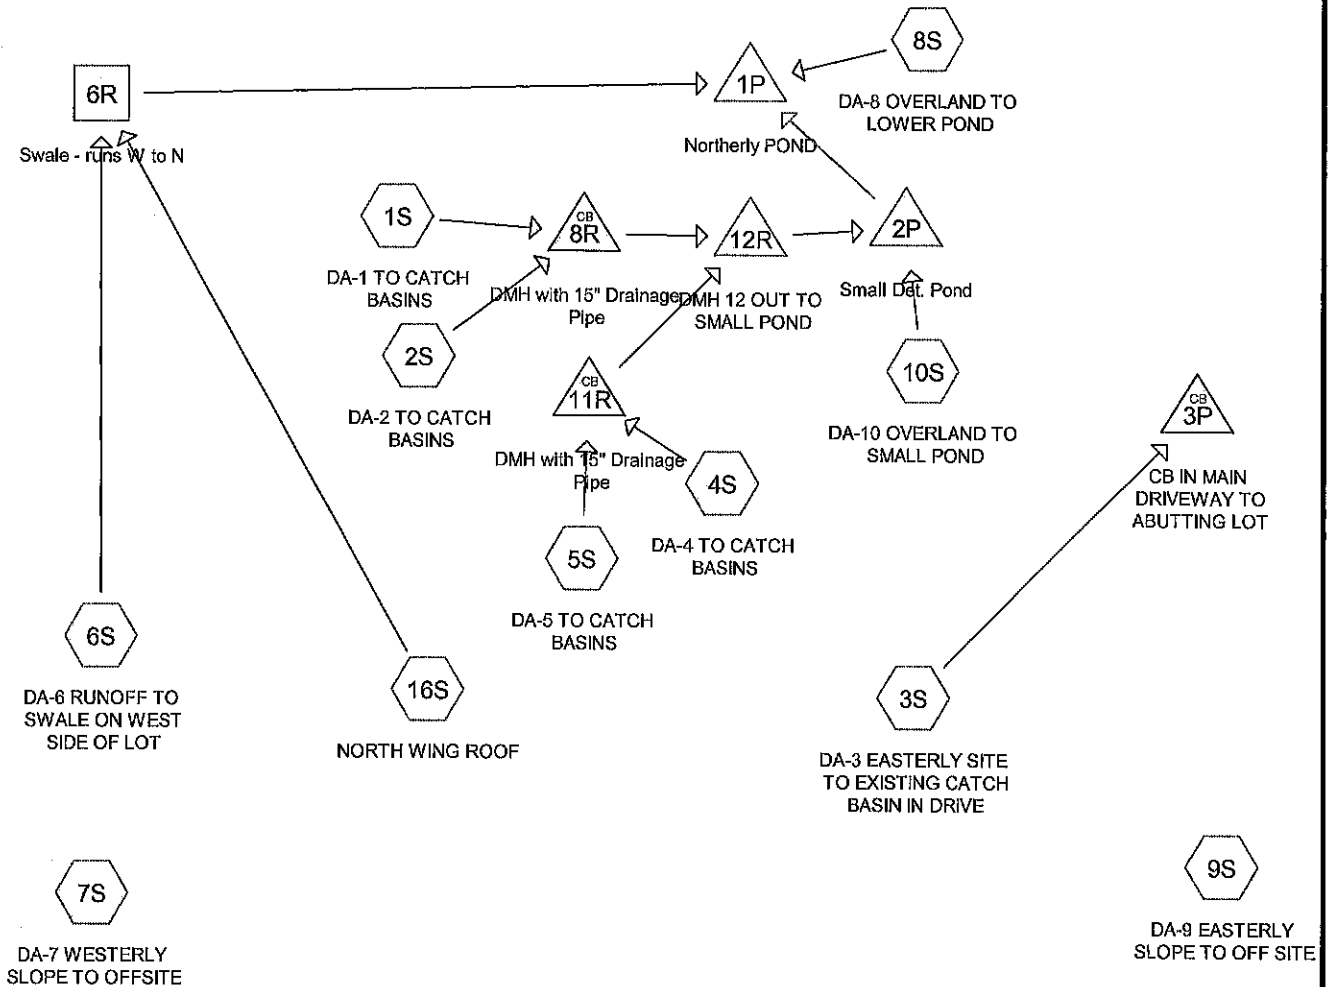 8S
DA-8 OVERLAND TO
LOWER POND
1P
Northerly POND
6R
Swale - runs W to N
1S
DA-1 TO CATCH
BASINS
CB
8R
DMH with 15" Drainage
Pipe
12R
DMH 12 OUT TO
SMALL POND
2P
Small Det. Pond
2S
DA-2 TO CATCH
BASINS
CB
11R
DMH with 15" Drainage
Pipe
10S
DA-10 OVERLAND TO
SMALL POND
CB
3P
CB IN MAIN
DRIVEWAY TO
ABUTTING LOT
4S
DA-4 TO CATCH
BASINS
5S
DA-5 TO CATCH
BASINS
6S
DA-6 RUNOFF TO
SWALE ON WEST
SIDE OF LOT
16S
NORTH WING ROOF
3S
DA-3 EASTERLY SITE
TO EXISTING CATCH
BASIN IN DRIVE
7S
DA-7 WESTERLY
SLOPE TO OFFSITE
9S
DA-9 EASTERLY
SLOPE TO OFF SITE